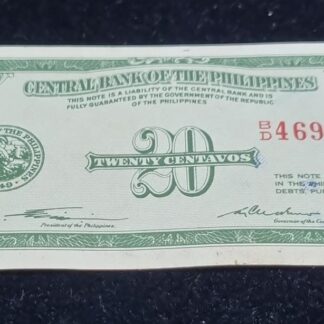 CENTRAL BANK OF THE PHILIPPINES
THIS NOTE IS A LIABILITY OF THE CENTRAL BANK AND IS
FULLY GUARANTEED BY THE GOVERNMENT OF THE REPUBLIC
OF THE PHILIPPINES
20
TWENTY CENTAVOS
B/D 469
THIS NOTE
IN THE
DEBTS, PU
PHILIPPINES
49
President of the Philippines
Governor of the Ce